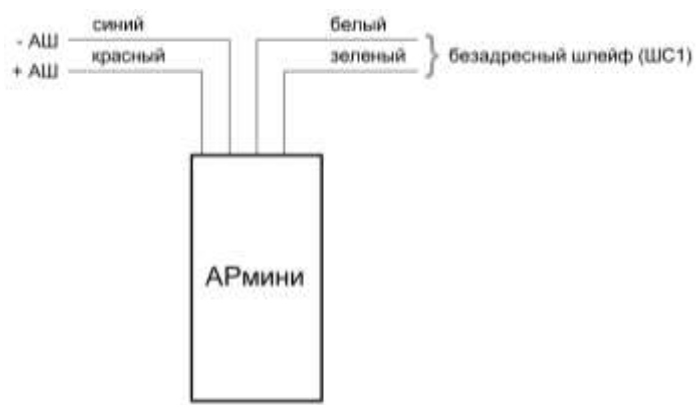 синий
белый
- АШ
красный
зеленый
безадресный шлейф (ШС1)
+ АШ
АРмини